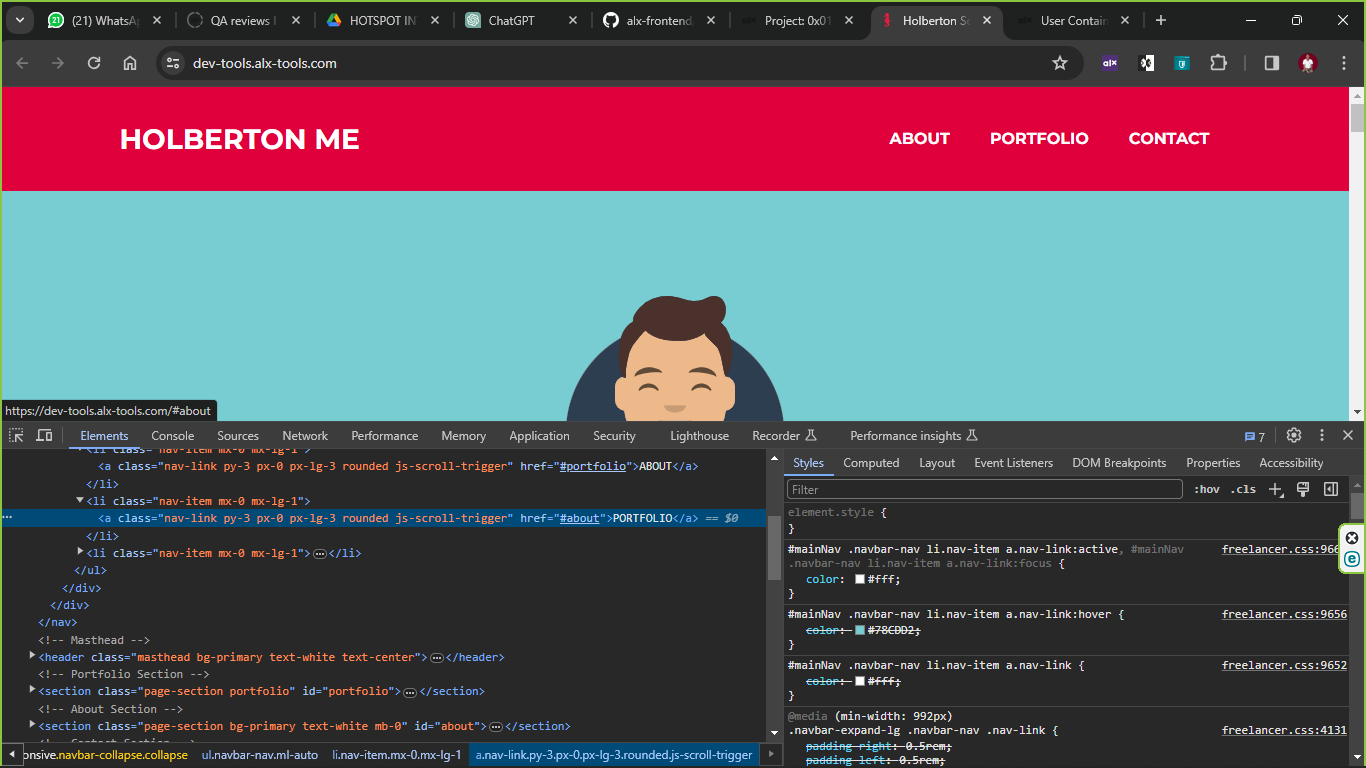 (21) WhatsA
QA reviews
HOTSPOT IN
ChatGPT
alx-frontend
Project: 0x01
Holberton Sc
User Contain
dev-tools.alx-tools.com
alx
HOLBERTON ME
ABOUT
PORTFOLIO
CONTACT
https://dev-tools.alx-tools.com/#about
Elements
Console
Sources
Network
Performance
Memory
Application
Security
Lighthouse
Recorder
Performance insights
7
<li class="nav-item mx-0 mx-lg-1">
<a class="nav-link py-3 px-0 px-lg-3 rounded js-scroll-trigger" href="#portfolio">ABOUT</a>
</li>
<li class="nav-item mx-0 mx-lg-1">
<a class="nav-link py-3 px-0 px-lg-3 rounded js-scroll-trigger" href="#about">PORTFOLIO</a> == $0
</li>
<li class="nav-item mx-0 mx-lg-1">…</li>
</ul>
</div>
</div>
</nav>
<!-- Masthead -->
<header class="masthead bg-primary text-white text-center">…</header>
<!-- Portfolio Section -->
<section class="page-section portfolio" id="portfolio">…</section>
<!-- About Section -->
<section class="page-section bg-primary text-white mb-0" id="about">…</section>
<!-- Contact Section -->
onsive.navbar-collapse.collapse
ul.navbar-nav.ml-auto
li.nav-item.mx-0.mx-lg-1
a.nav-link.py-3.px-0.px-lg-3.rounded.js-scroll-trigger
Styles
Computed
Layout
Event Listeners
DOM Breakpoints
Properties
Accessibility
Filter
:hov
.cls
element.style {
}
#mainNav .navbar-nav li.nav-item a.nav-link:active, #mainNav freelancer.css:966
.navbar-nav li.nav-item a.nav-link:focus {
color: #fff;
}
#mainNav .navbar-nav li.nav-item a.nav-link:hover { freelancer.css:9656
color: #78CDD2;
}
#mainNav .navbar-nav li.nav-item a.nav-link { freelancer.css:9652
color: #fff;
}
@media (min-width: 992px)
.navbar-expand-lg .navbar-nav .nav-link { freelancer.css:4131
padding-right: 0.5rem;
padding-left: 0.5rem;